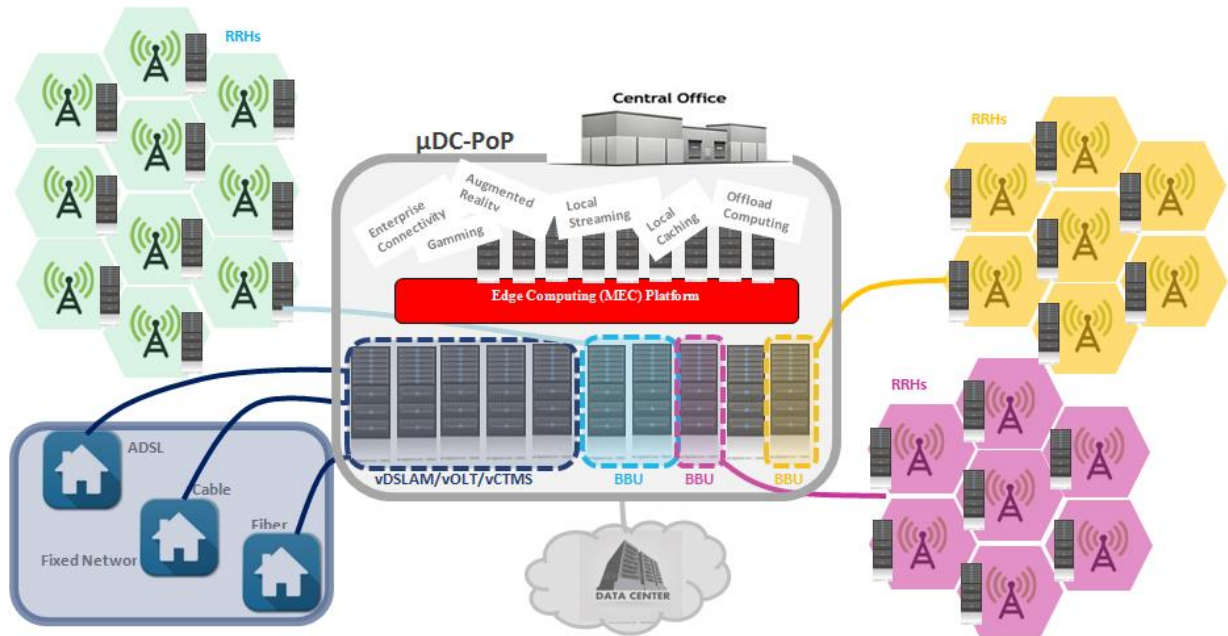 RRHs
Central Office
µDC-PoP
RRHs
Enterprise
Connectivity
Gamming
Augmented
Reality
Local
Streaming
Local
Caching
Offload
Computing
Edge Computing (MEC) Platform
RRHs
vDSLAM/vOLT/vCTMS
BBU
BBU
BBU
ADSL
Cable
Fiber
Fixed Networ
DATA CENTER